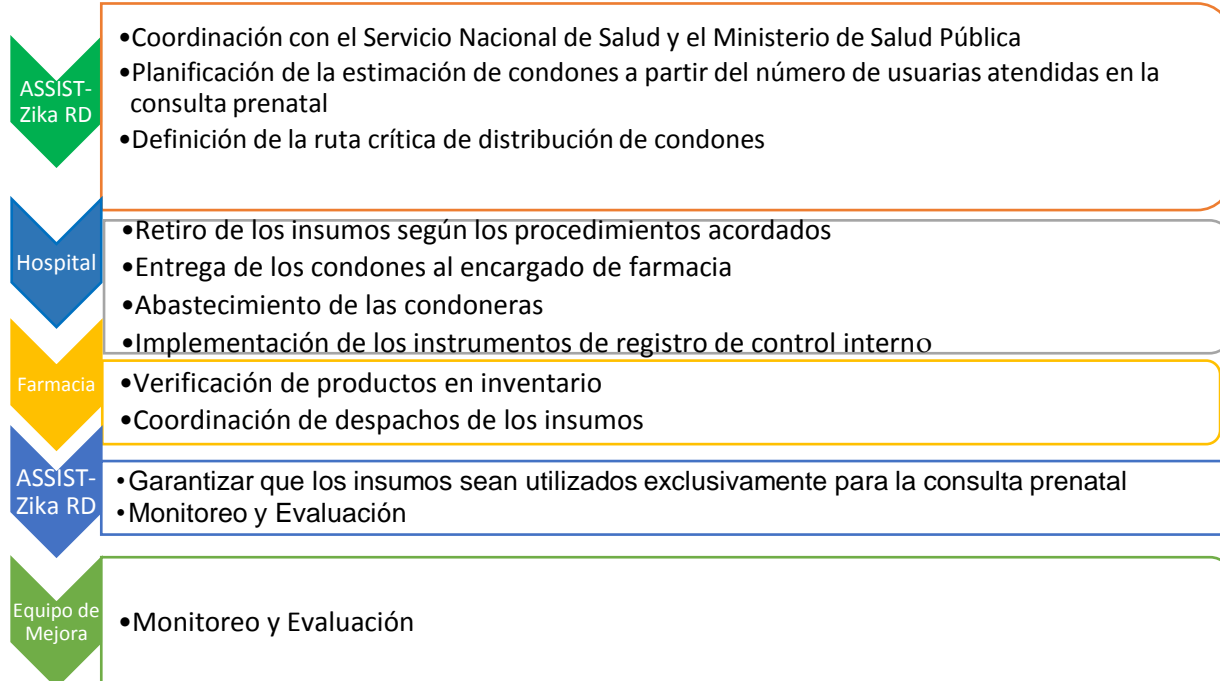 ASSIST-
Zika RD
•Coordinación con el Servicio Nacional de Salud y el Ministerio de Salud Pública
•Planificación de la estimación de condones a partir del número de usuarias atendidas en la
consulta prenatal
•Definición de la ruta crítica de distribución de condones
Hospital
•Retiro de los insumos según los procedimientos acordados
•Entrega de los condones al encargado de farmacia
•Abastecimiento de las condoneras
•Implementación de los instrumentos de registro de control interno
Farmacia
•Verificación de productos en inventario
•Coordinación de despachos de los insumos
ASSIST-
Zika RD
•Garantizar que los insumos sean utilizados exclusivamente para la consulta prenatal
•Monitoreo y Evaluación
Equipo de
Mejora
•Monitoreo y Evaluación